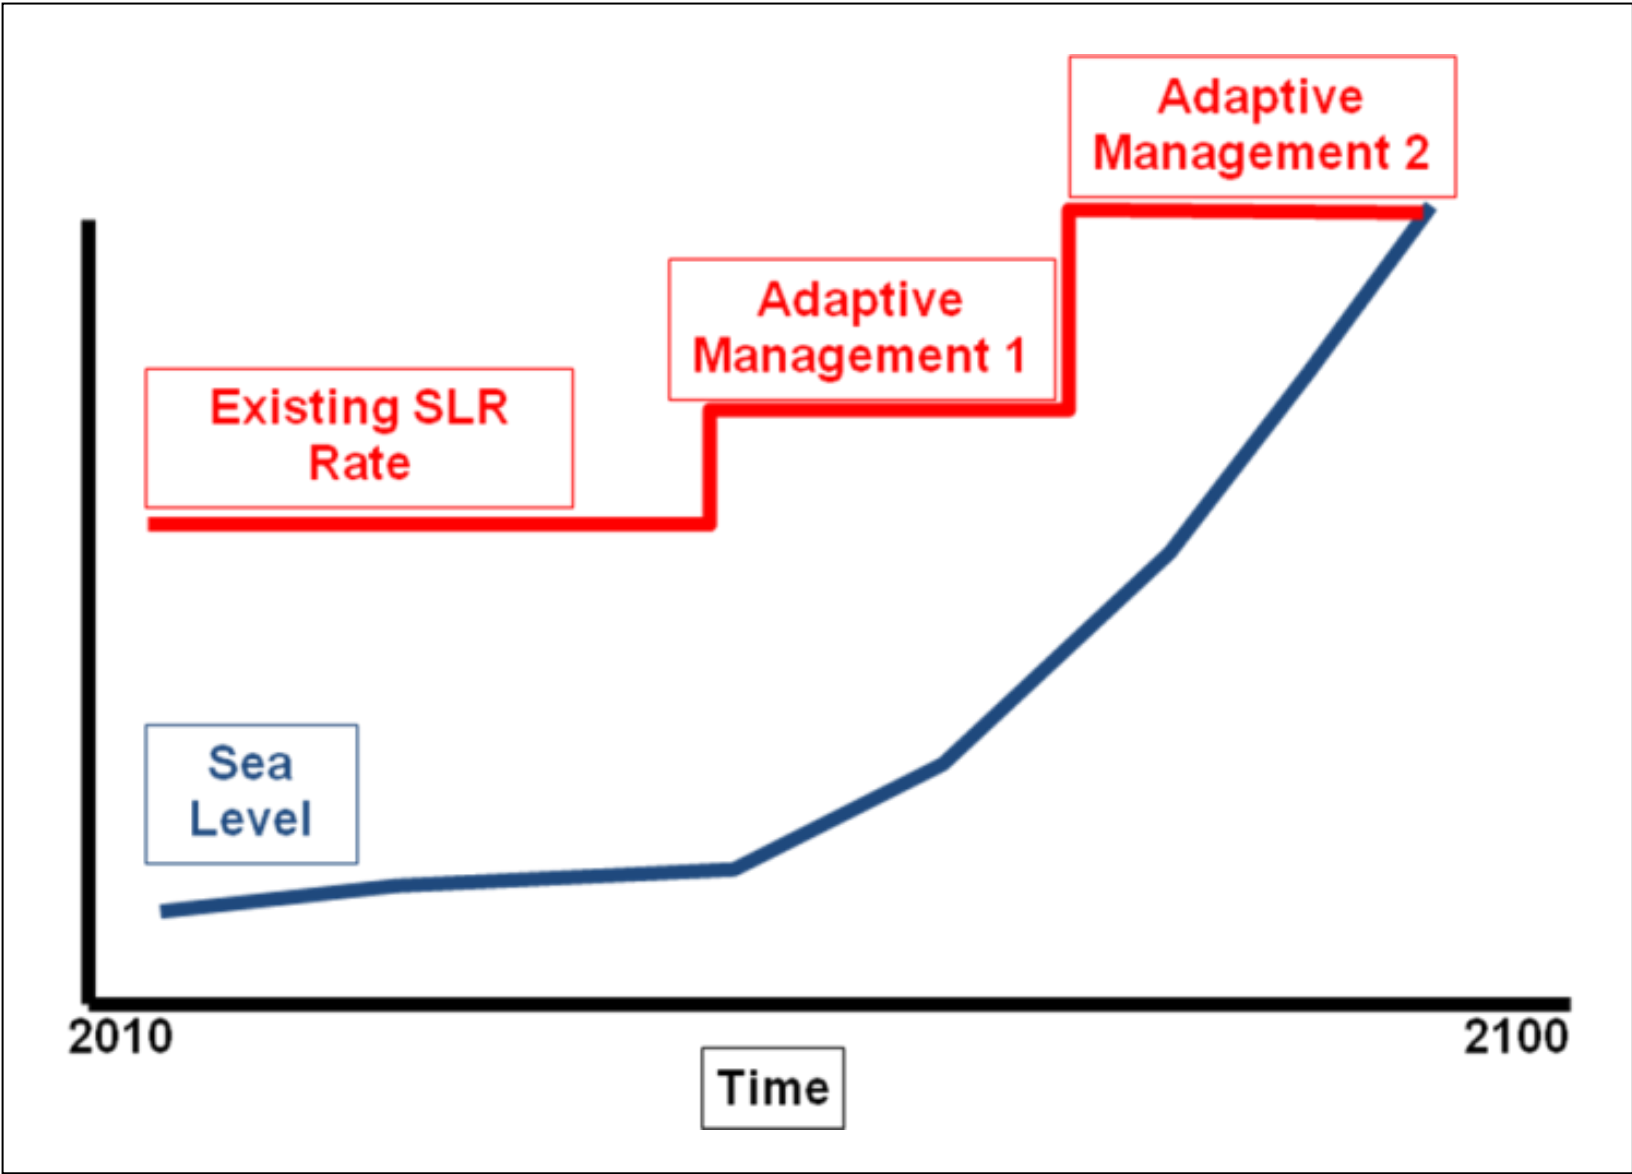 Adaptive
Management 2
Adaptive
Management 1
Existing SLR
Rate
Sea
Level
2010
2100
Time